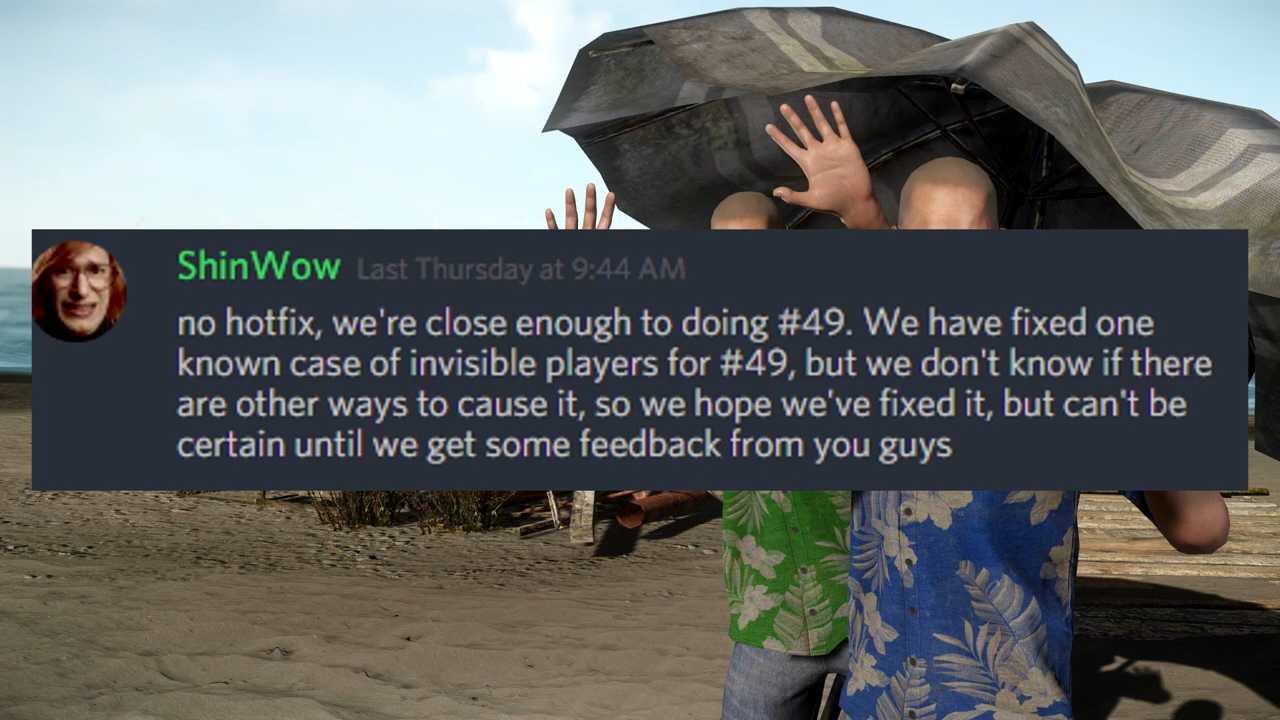 ShinWow Last Thursday at 9:44 AM
no hotfix, we're close enough to doing #49. We have fixed one
known case of invisible players for #49, but we don't know if there
are other ways to cause it, so we hope we've fixed it, but can't be
certain until we get some feedback from you guys